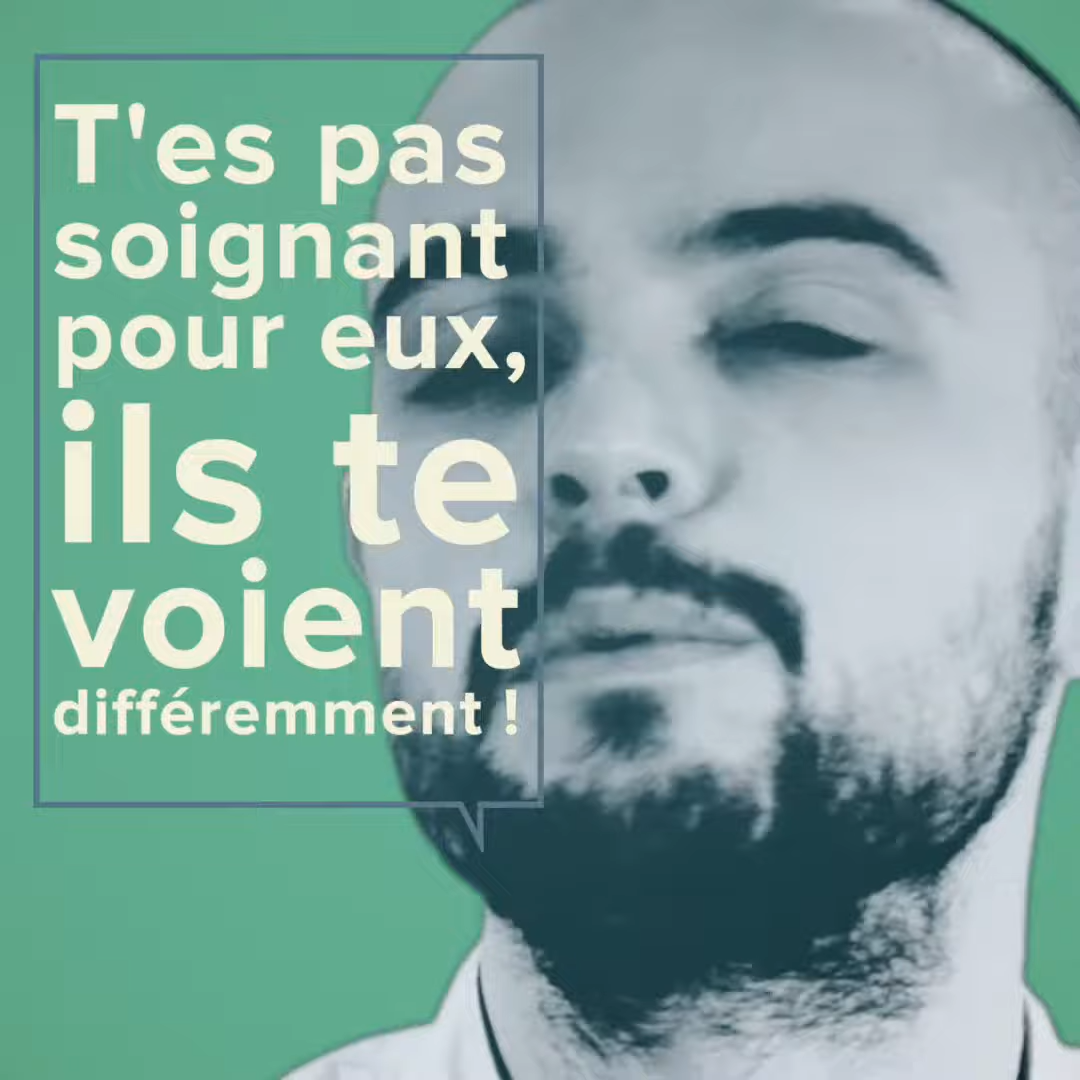 T'es pas
soignant
pour eux,
ils te
voient
différemment !